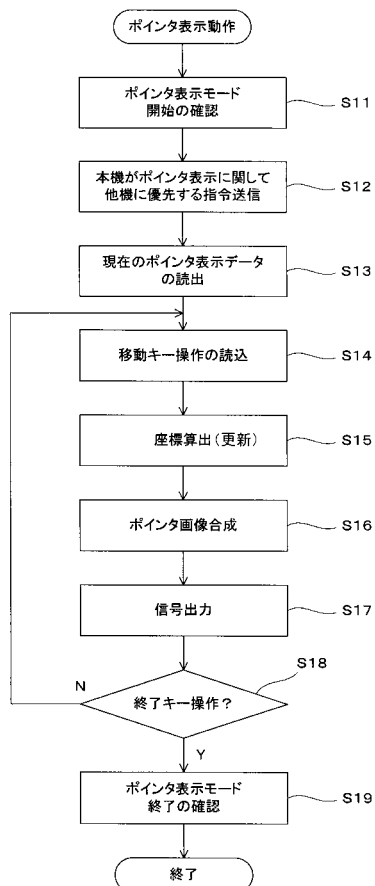 ポインタ表示動作
ポインタ表示モード
開始の確認
S11
本機がポインタ表示に関して
他機に優先する指令送信
S12
現在のポインタ表示データ
の読出
S13
移動キー操作の読込
S14
座標算出（更新）
S15
ポインタ画像合成
S16
信号出力
S17
S18
N
終了キー操作？
Y
ポインタ表示モード
終了の確認
S19
終了